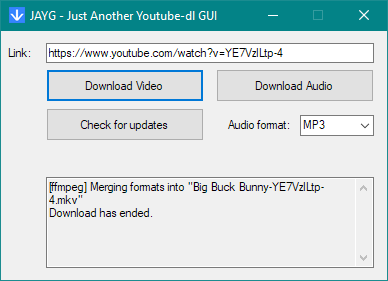 JAYG - Just Another Youtube-dl GUI
Link: https://www.youtube.com/watch?v=YE7VzlLtp-4
Download Video Download Audio
Check for updates Audio format: MP3
[ffmpeg] Merging formats into "Big Buck Bunny-YE7VzlLtp-
4.mkv"
Download has ended.